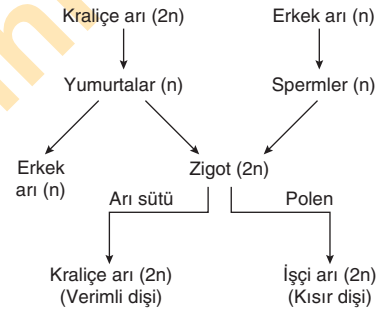 Kraliçe arı (2n)
Erkek arı (n)
Yumurtalar (n)
Spermler (n)
Erkek
arı (n)
Zigot (2n)
Arı sütü
Polen
Kraliçe arı (2n)
(Verimli dişi)
İşçi arı (2n)
(Kısır dişi)